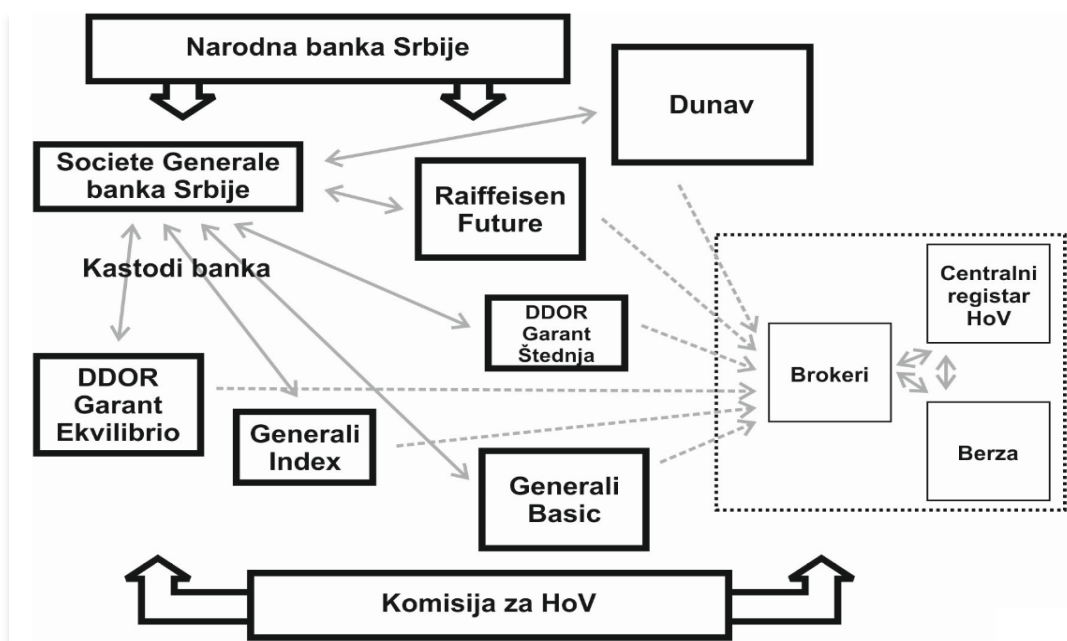 Narodna banka Srbije
Dunav
Societe Generale
banka Srbije
Raiffeisen
Future
Kastodi banka
Centralni
registar
HoV
DDOR
Garant
Štednja
Brokeri
DDOR
Garant
Ekvilibrio
Generali
Index
Berza
Generali
Basic
Komisija za HoV